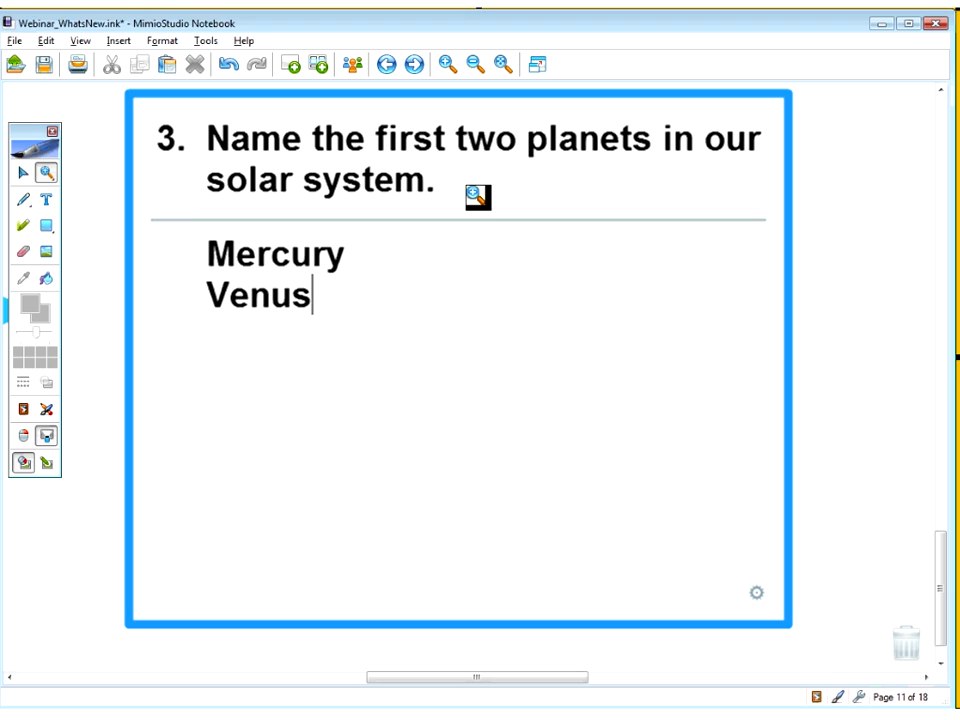 Webinar_WhatsNew.ink* - MimioStudio Notebook
File Edit View Insert Format Tools Help
3. Name the first two planets in our
solar system.
Mercury
Venus
Page 11 of 18